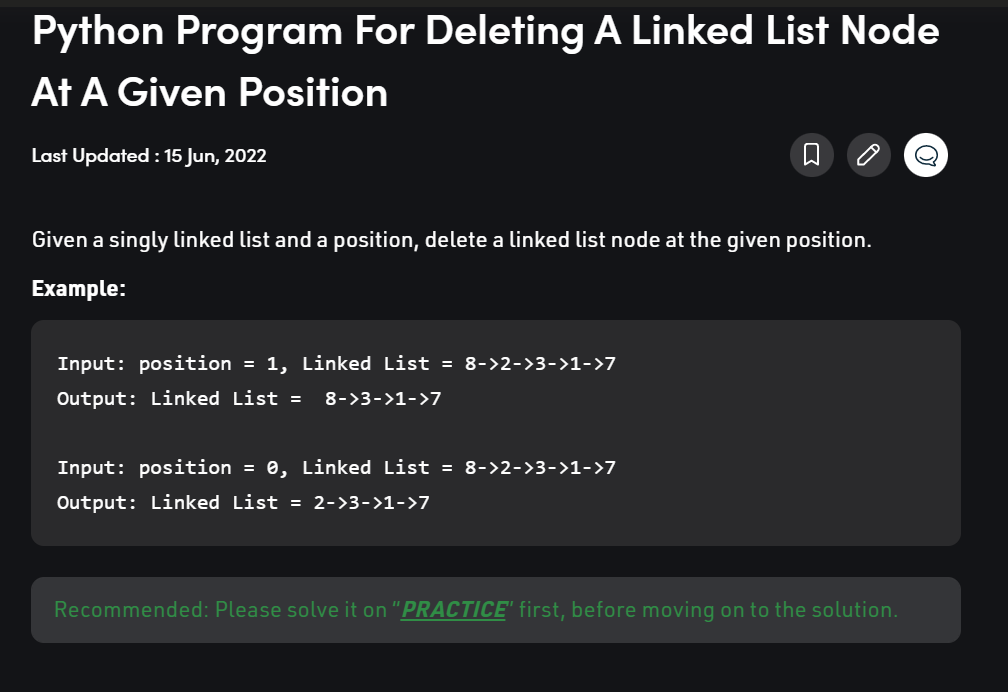 Python Program For Deleting A Linked List Node
At A Given Position
Last Updated : 15 Jun, 2022
Given a singly linked list and a position, delete a linked list node at the given position.
Example:
Input: position = 1, Linked List = 8->2->3->1->7
Output: Linked List =  8->3->1->7
Input: position = 0, Linked List = 8->2->3->1->7
Output: Linked List = 2->3->1->7
Recommended: Please solve it on “PRACTICE” first, before moving on to the solution.